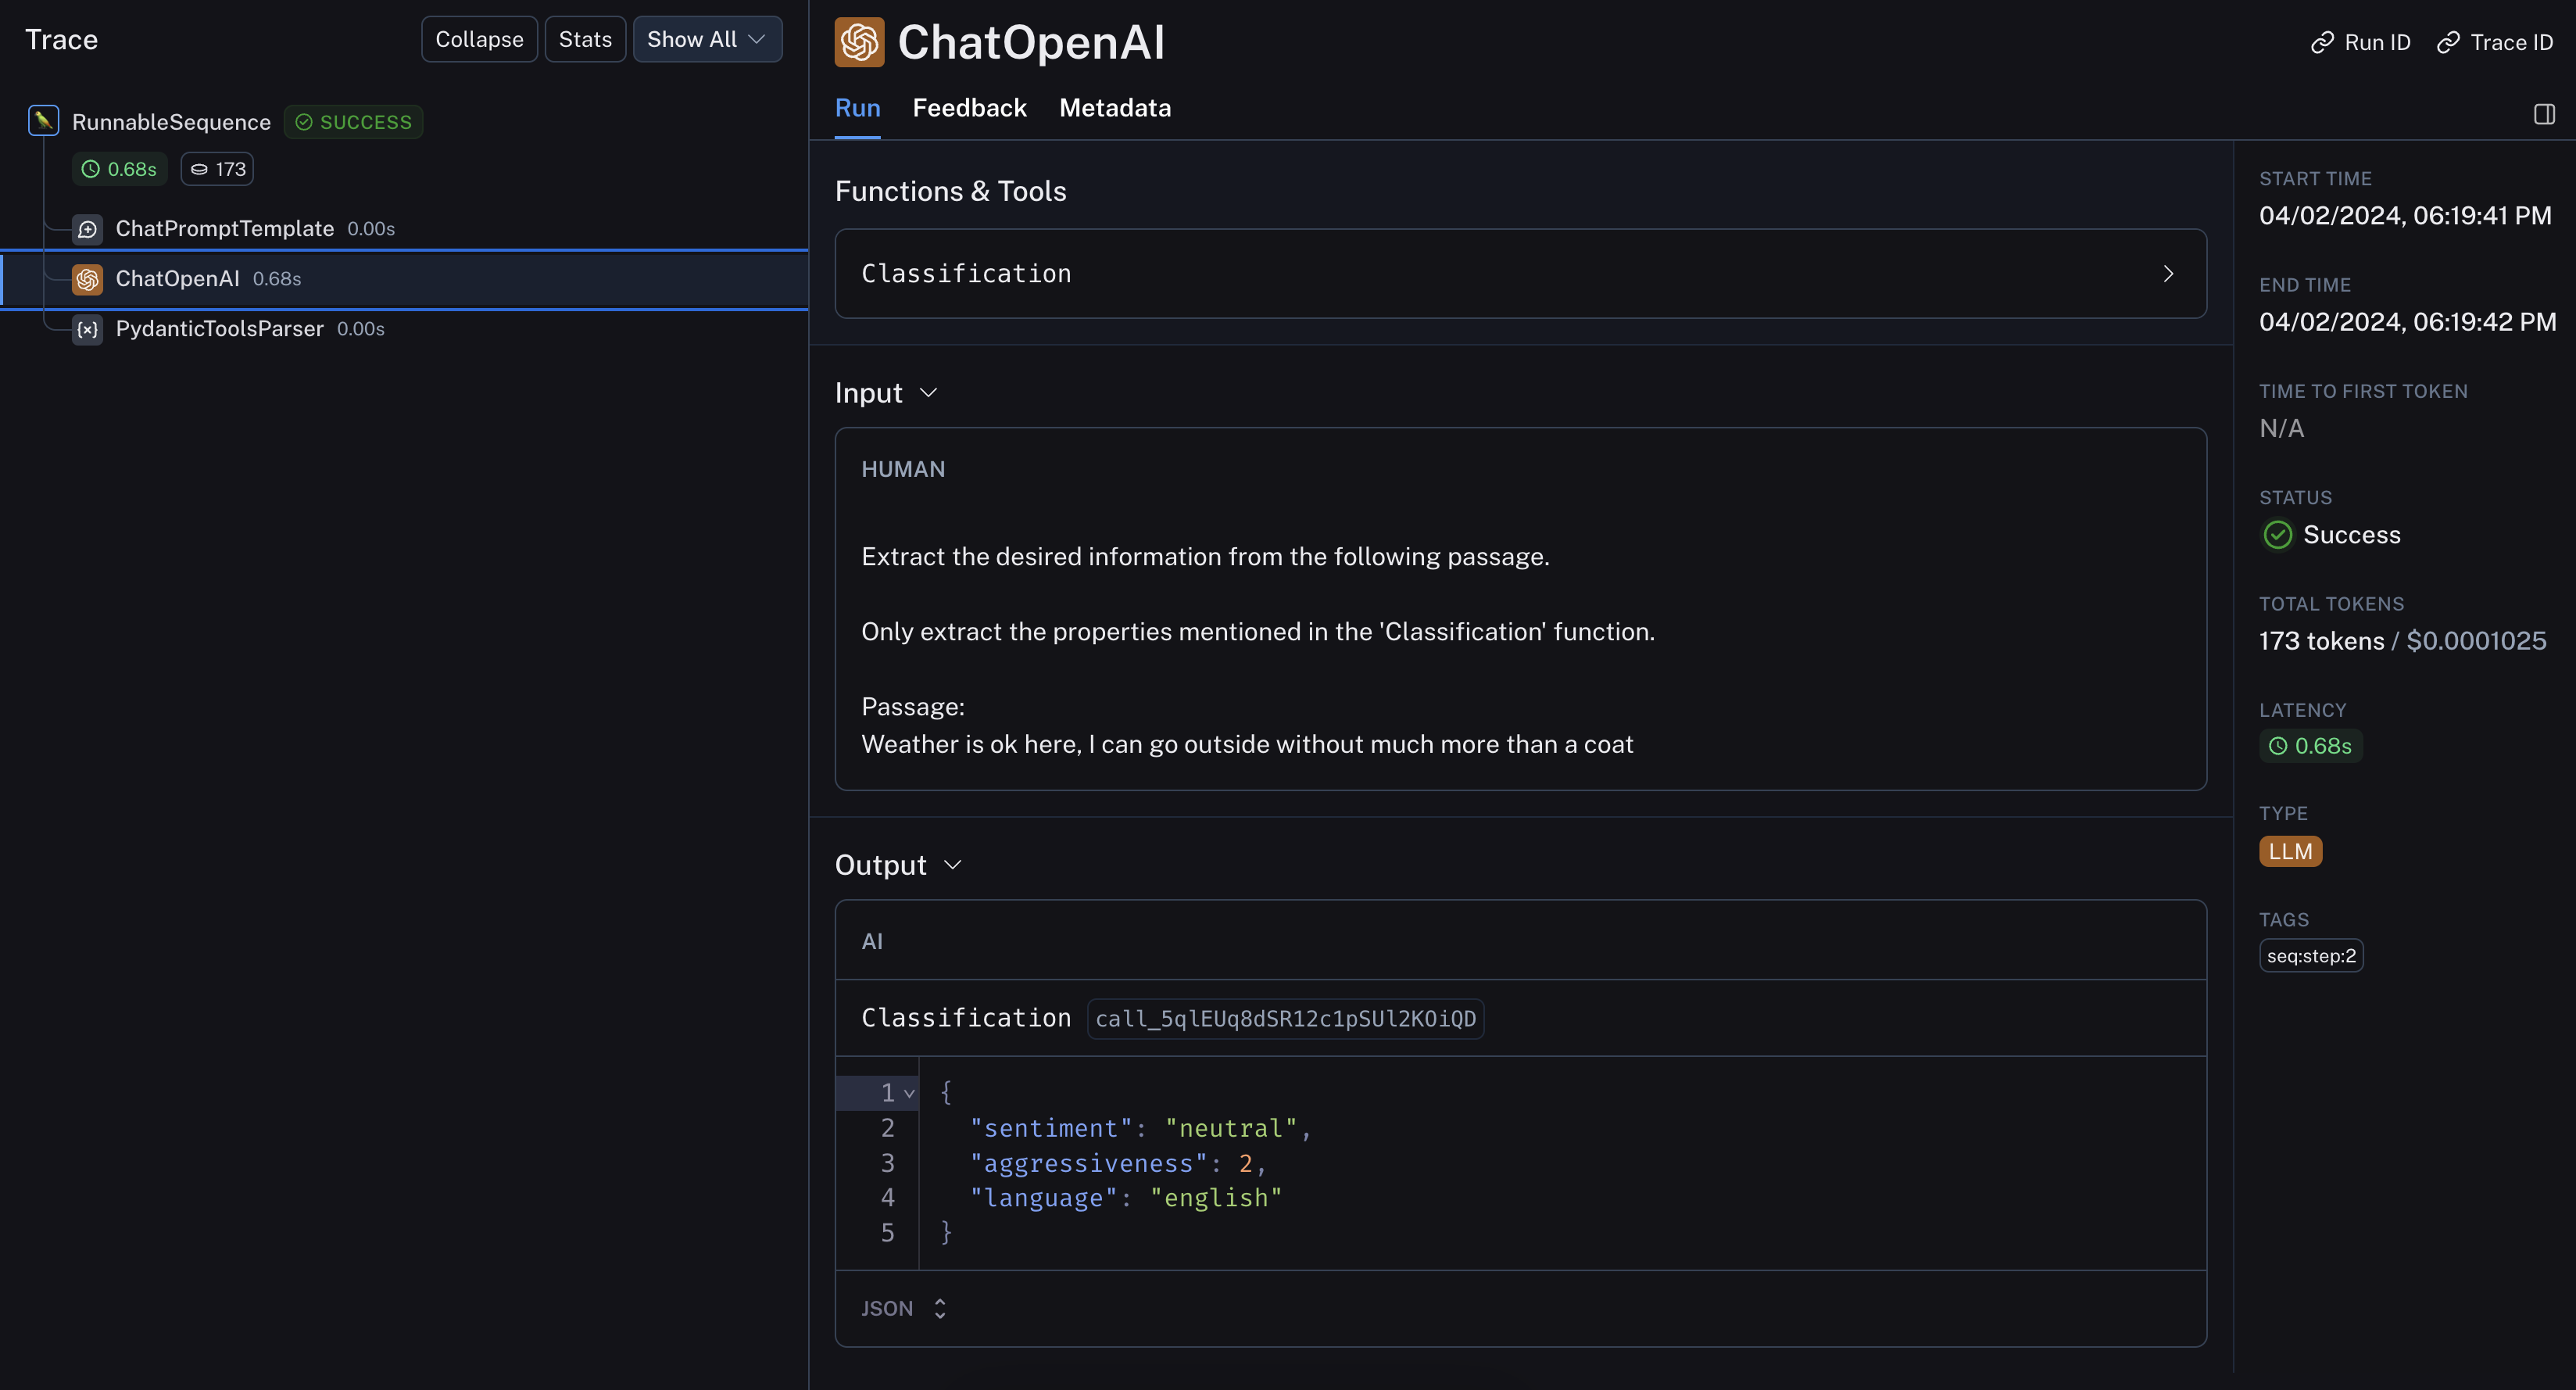 Trace
Collapse
Stats
Show All
RunnableSequence
SUCCESS
0.68s
173
ChatPromptTemplate 0.00s
ChatOpenAI 0.68s
PydanticToolsParser 0.00s
ChatOpenAI
Run ID
Trace ID
Run
Feedback
Metadata
Functions & Tools
Classification
Input
HUMAN
Extract the desired information from the following passage.
Only extract the properties mentioned in the 'Classification' function.
Passage:
Weather is ok here, I can go outside without much more than a coat
Output
AI
Classification call_5qlEUq8dSR12c1pSUl2KOiQD
1 {
2 "sentiment": "neutral",
3 "aggressiveness": 2,
4 "language": "english"
5 }
JSON
START TIME
04/02/2024, 06:19:41 PM
END TIME
04/02/2024, 06:19:42 PM
TIME TO FIRST TOKEN
N/A
STATUS
Success
TOTAL TOKENS
173 tokens / $0.0001025
LATENCY
0.68s
TYPE
LLM
TAGS
seq:step:2